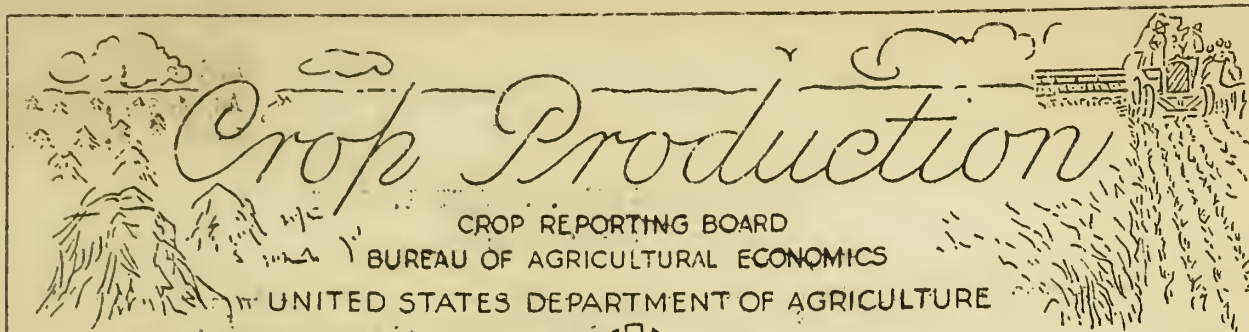 Crop Production
CROP REPORTING BOARD
BUREAU OF AGRICULTURAL ECONOMICS
UNITED STATES DEPARTMENT OF AGRICULTURE